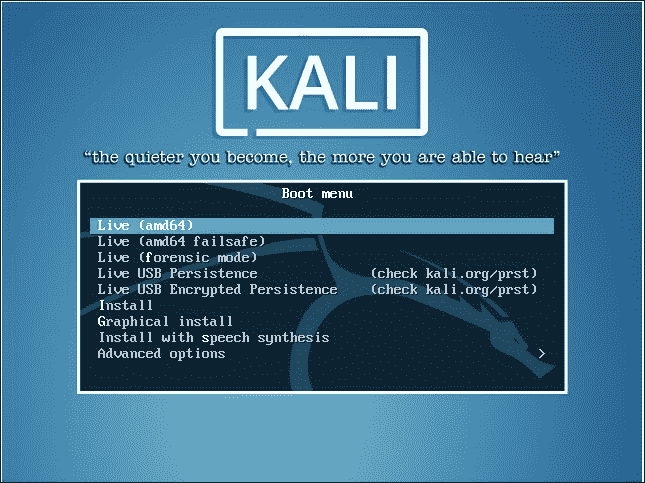 KALI
“the quieter you become, the more you are able to hear”
Boot menu
Live (amd64)
Live (amd64 failsafe)
Live (forensic mode)
Live USB Persistence (check kali.org/prst)
Live USB Encrypted Persistence (check kali.org/prst)
Install
Graphical install
Install with speech synthesis
Advanced options >